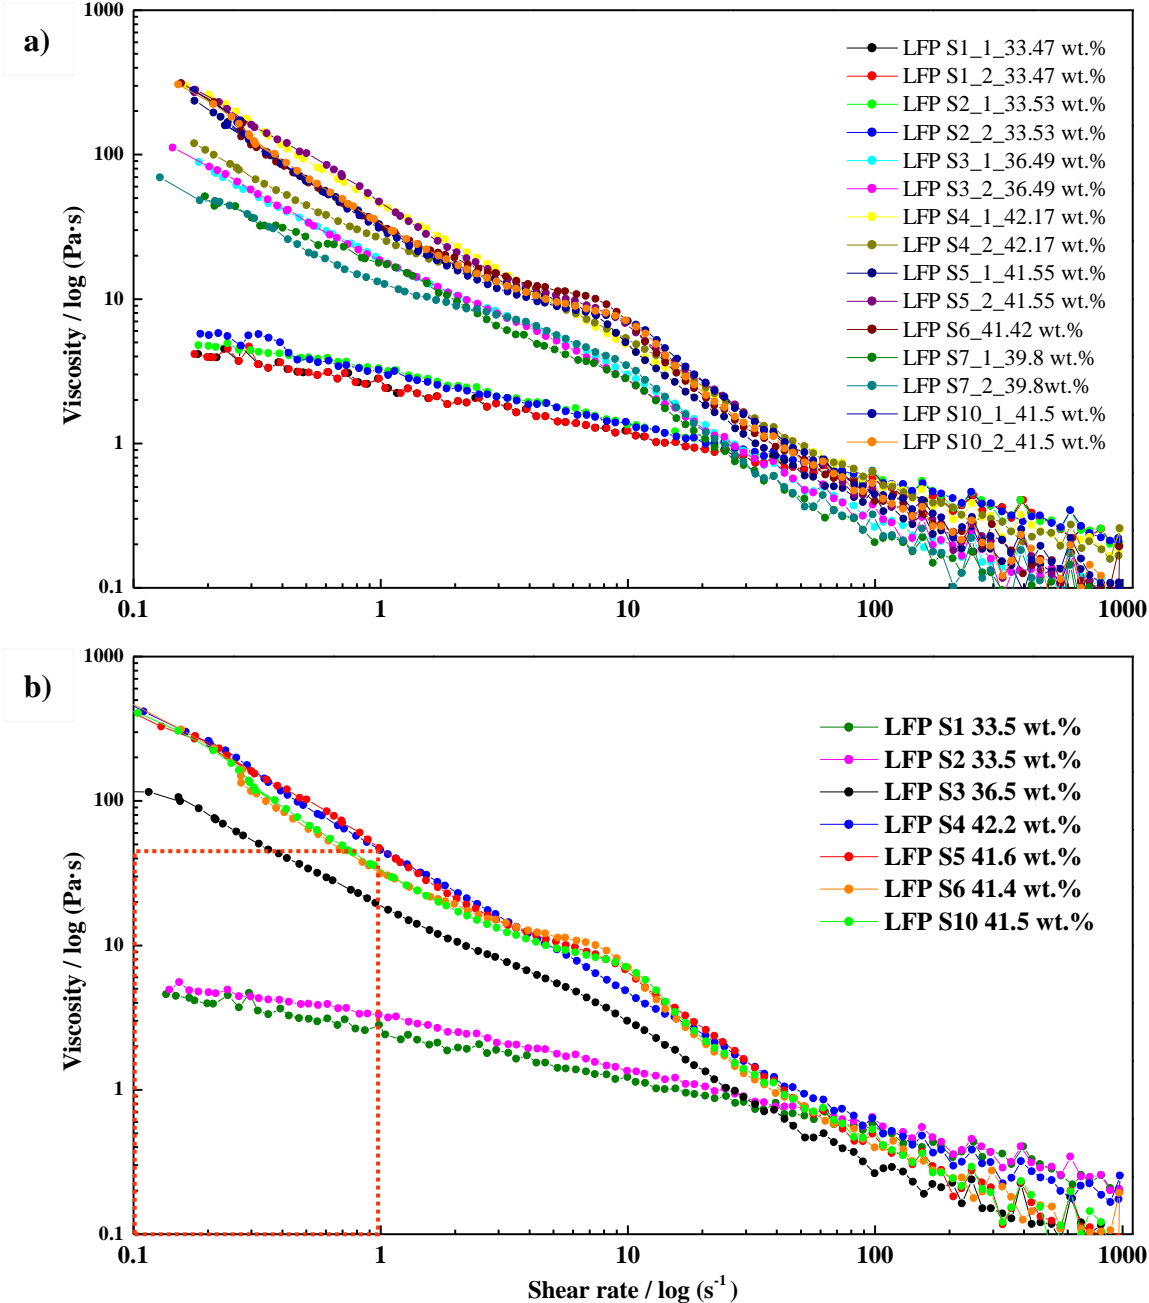 a)
1000
100
10
1
0.1
Viscosity / log (Pa·s)
LFP S1_1_33.47 wt.%
LFP S1_2_33.47 wt.%
LFP S2_1_33.53 wt.%
LFP S2_2_33.53 wt.%
LFP S3_1_36.49 wt.%
LFP S3_2_36.49 wt.%
LFP S4_1_42.17 wt.%
LFP S4_2_42.17 wt.%
LFP S5_1_41.55 wt.%
LFP S5_2_41.55 wt.%
LFP S6_41.42 wt.%
LFP S7_1_39.8 wt.%
LFP S7_2_39.8wt.%
LFP S10_1_41.5 wt.%
LFP S10_2_41.5 wt.%
0.1 1 10 100 1000
b)
1000
100
10
1
0.1
Viscosity / log (Pa·s)
LFP S1 33.5 wt.%
LFP S2 33.5 wt.%
LFP S3 36.5 wt.%
LFP S4 42.2 wt.%
LFP S5 41.6 wt.%
LFP S6 41.4 wt.%
LFP S10 41.5 wt.%
0.1 1 10 100 1000
Shear rate / log (s⁻¹)